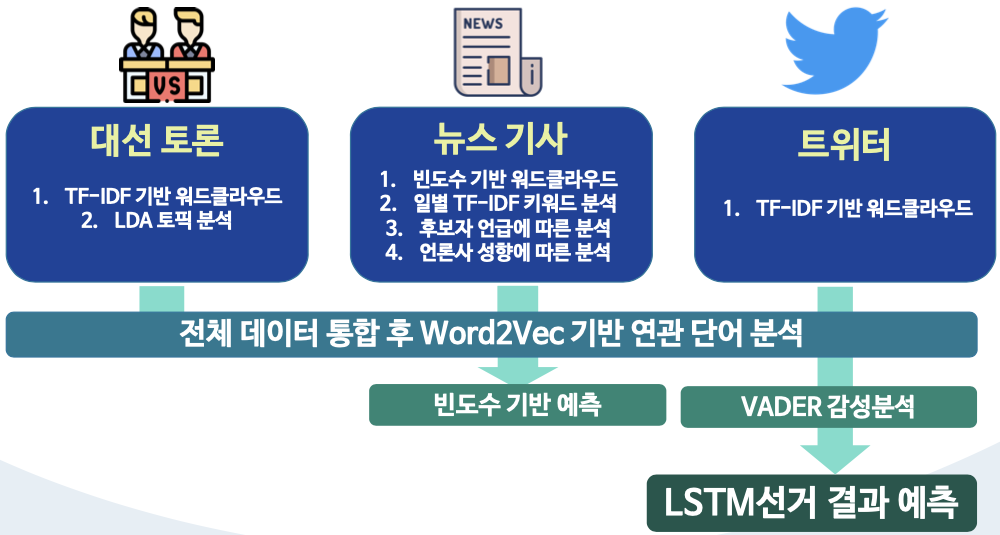 VS
NEWS
대선 토론
1. TF-IDF 기반 워드클라우드
2. LDA 토픽 분석
뉴스 기사
1. 빈도수 기반 워드클라우드
2. 일별 TF-IDF 키워드 분석
3. 후보자 언급에 따른 분석
4. 언론사 성향에 따른 분석
트위터
1. TF-IDF 기반 워드클라우드
전체 데이터 통합 후 Word2Vec 기반 연관 단어 분석
빈도수 기반 예측
VADER 감성분석
LSTM선거 결과 예측